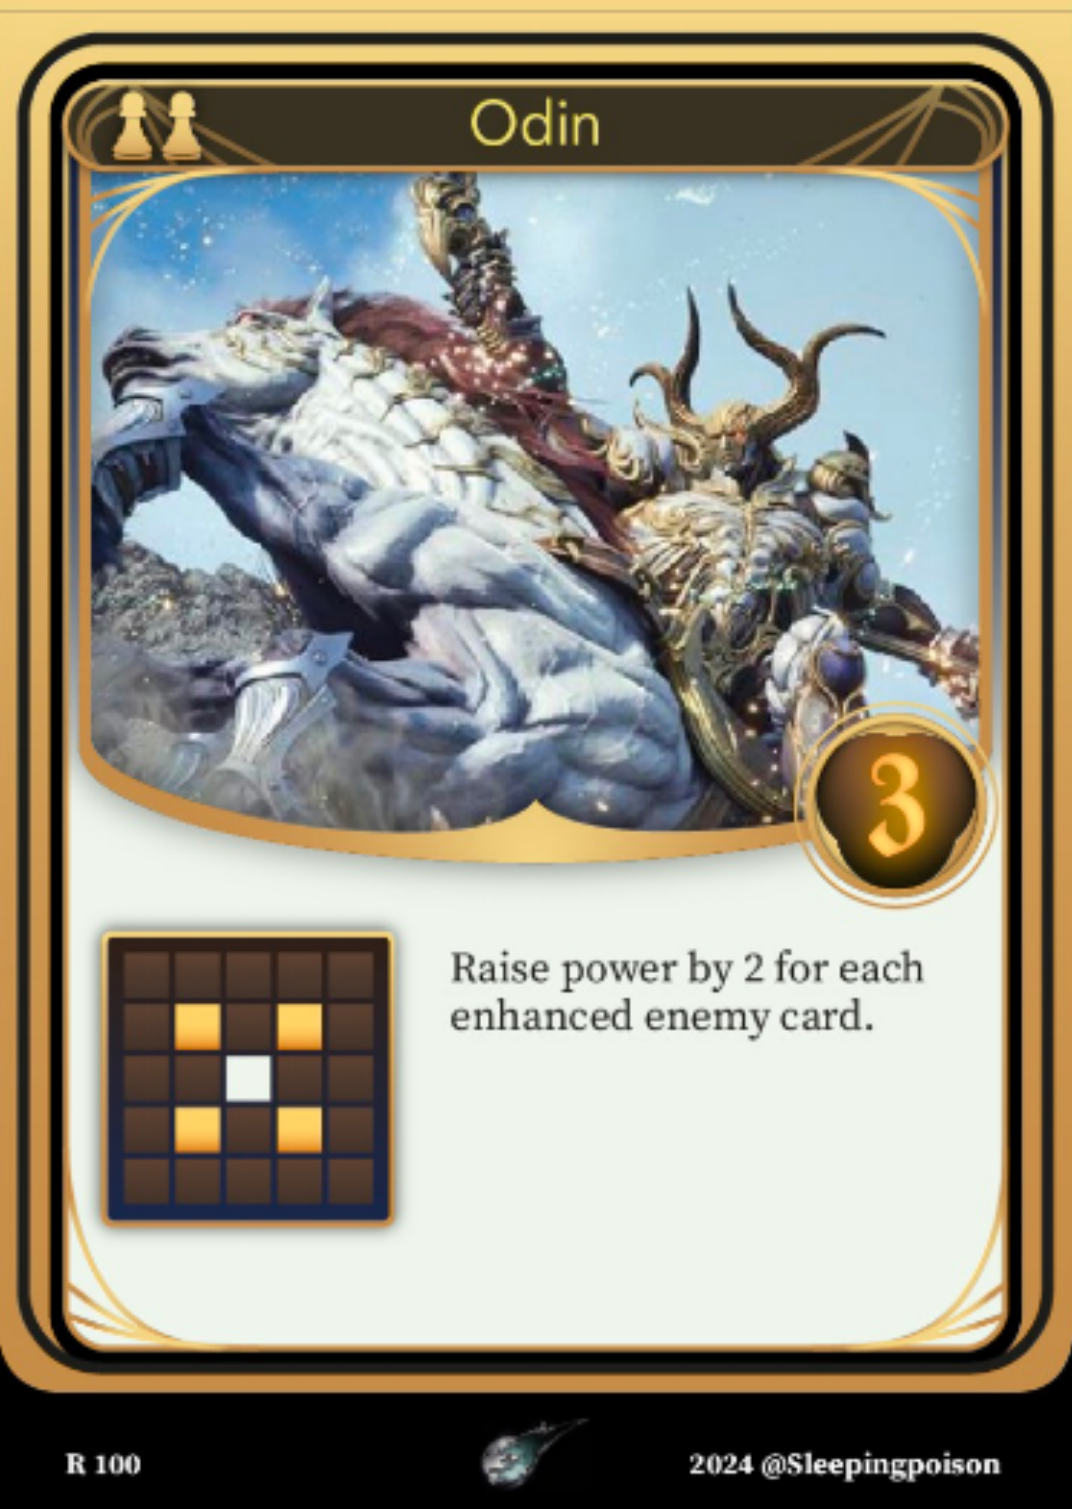 Odin
3
Raise power by 2 for each
enhanced enemy card.
R 100
2024 @Sleepingpoison